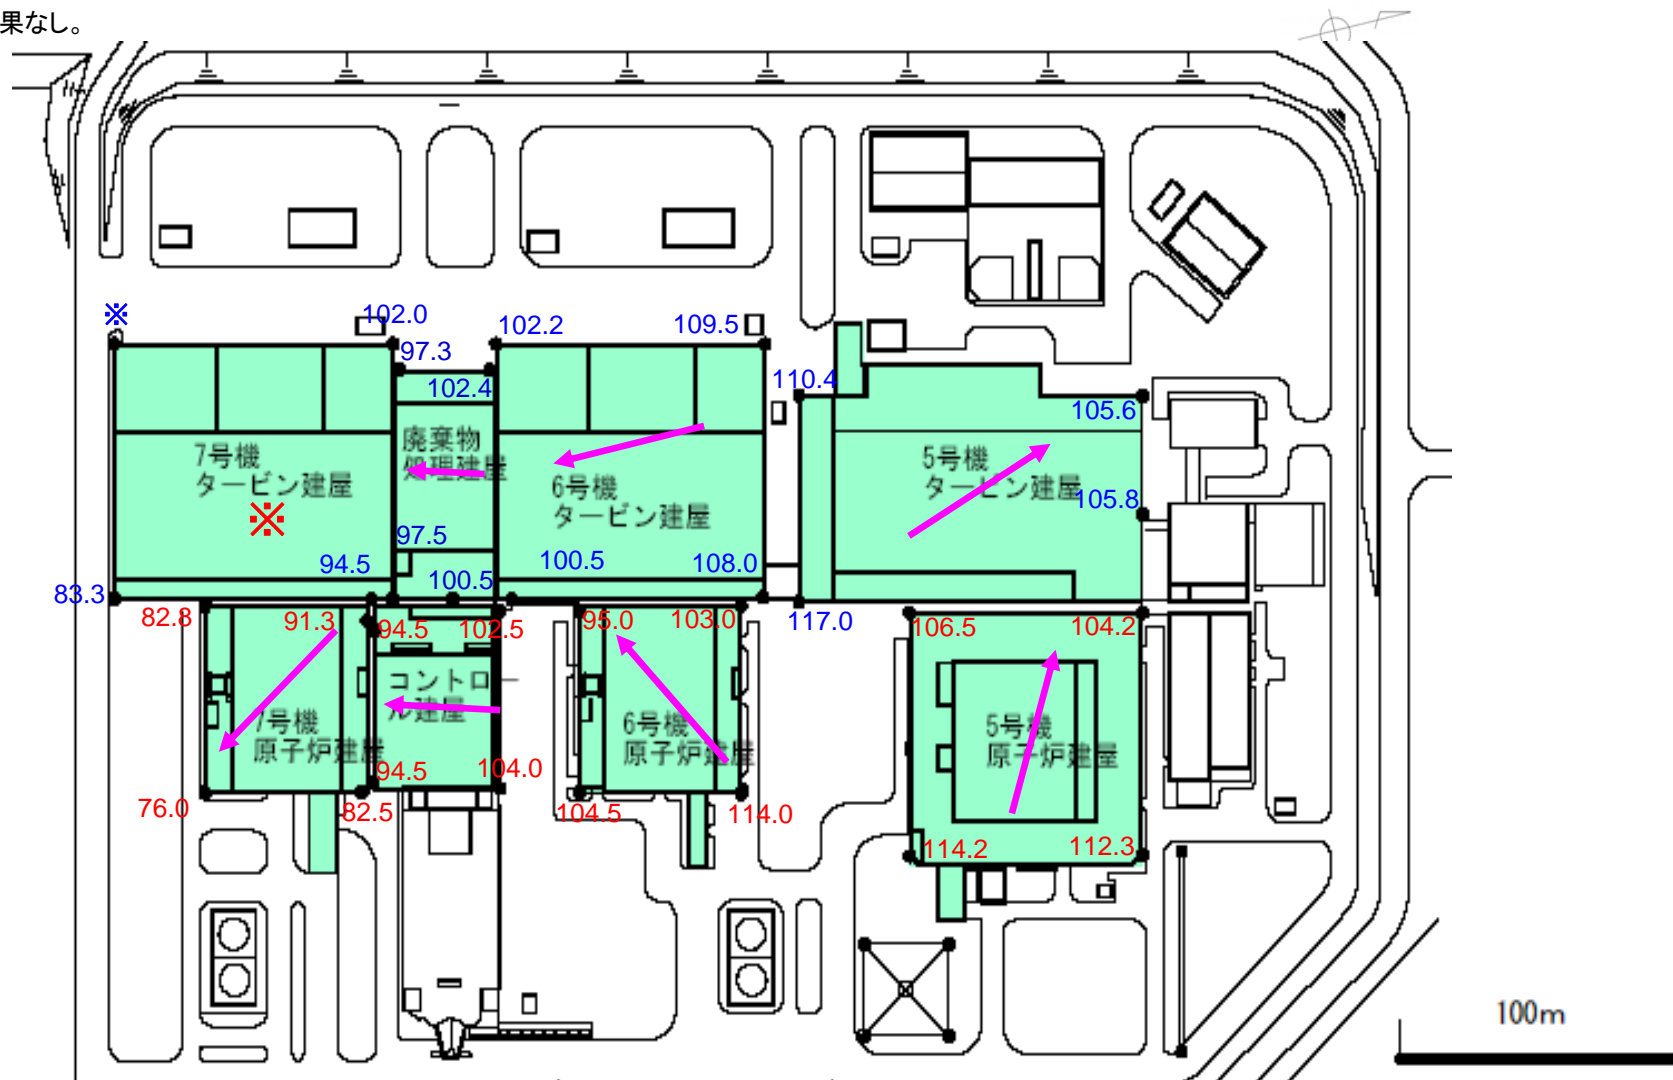 果なし。
※
102.0
102.2
109.5
97.3
110.4
102.4
105.6
7号機
タービン建屋
廃棄物
処理建屋
6号機
タービン建屋
5号機
タービン建屋
105.8
※
97.5
94.5
100.5
108.0
100.5
83.3
82.8
91.3
94.5
102.5
95.0
103.0
117.0
106.5
104.2
コントロ
ル建屋
7号機
原子炉建屋
6号機
原子炉建屋
5号機
原子炉建屋
94.5
104.0
76.0
82.5
104.5
114.0
114.2
112.3
100m